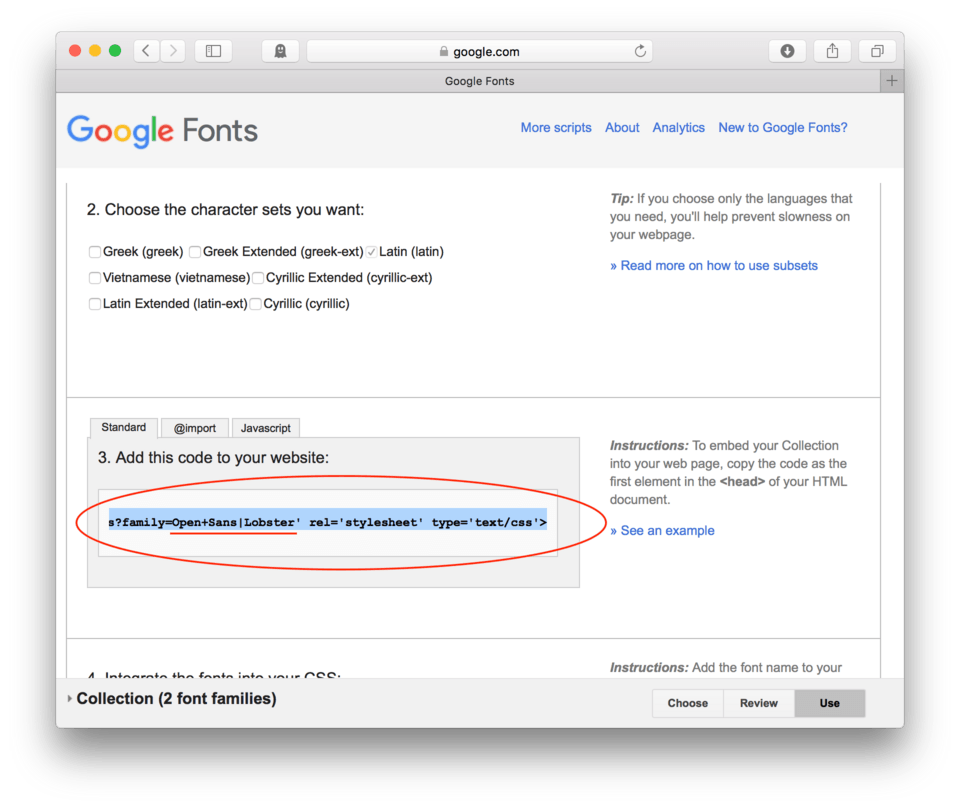 google.com
Google Fonts
Google Fonts
More scripts About Analytics New to Google Fonts?
2. Choose the character sets you want:
Greek (greek) Greek Extended (greek-ext) Latin (latin)
Vietnamese (vietnamese) Cyrillic Extended (cyrillic-ext)
Latin Extended (latin-ext) Cyrillic (cyrillic)
Tip: If you choose only the languages that
you need, you'll help prevent slowness on
your webpage.
» Read more on how to use subsets
Standard @import Javascript
3. Add this code to your website:
s?family=Open+Sans|Lobster' rel='stylesheet' type='text/css'>
Instructions: To embed your Collection
into your web page, copy the code as the
first element in the <head> of your HTML
document.
» See an example
4. Integrate the fonts into your CSS:
Instructions: Add the font name to your
Collection (2 font families)
Choose Review Use